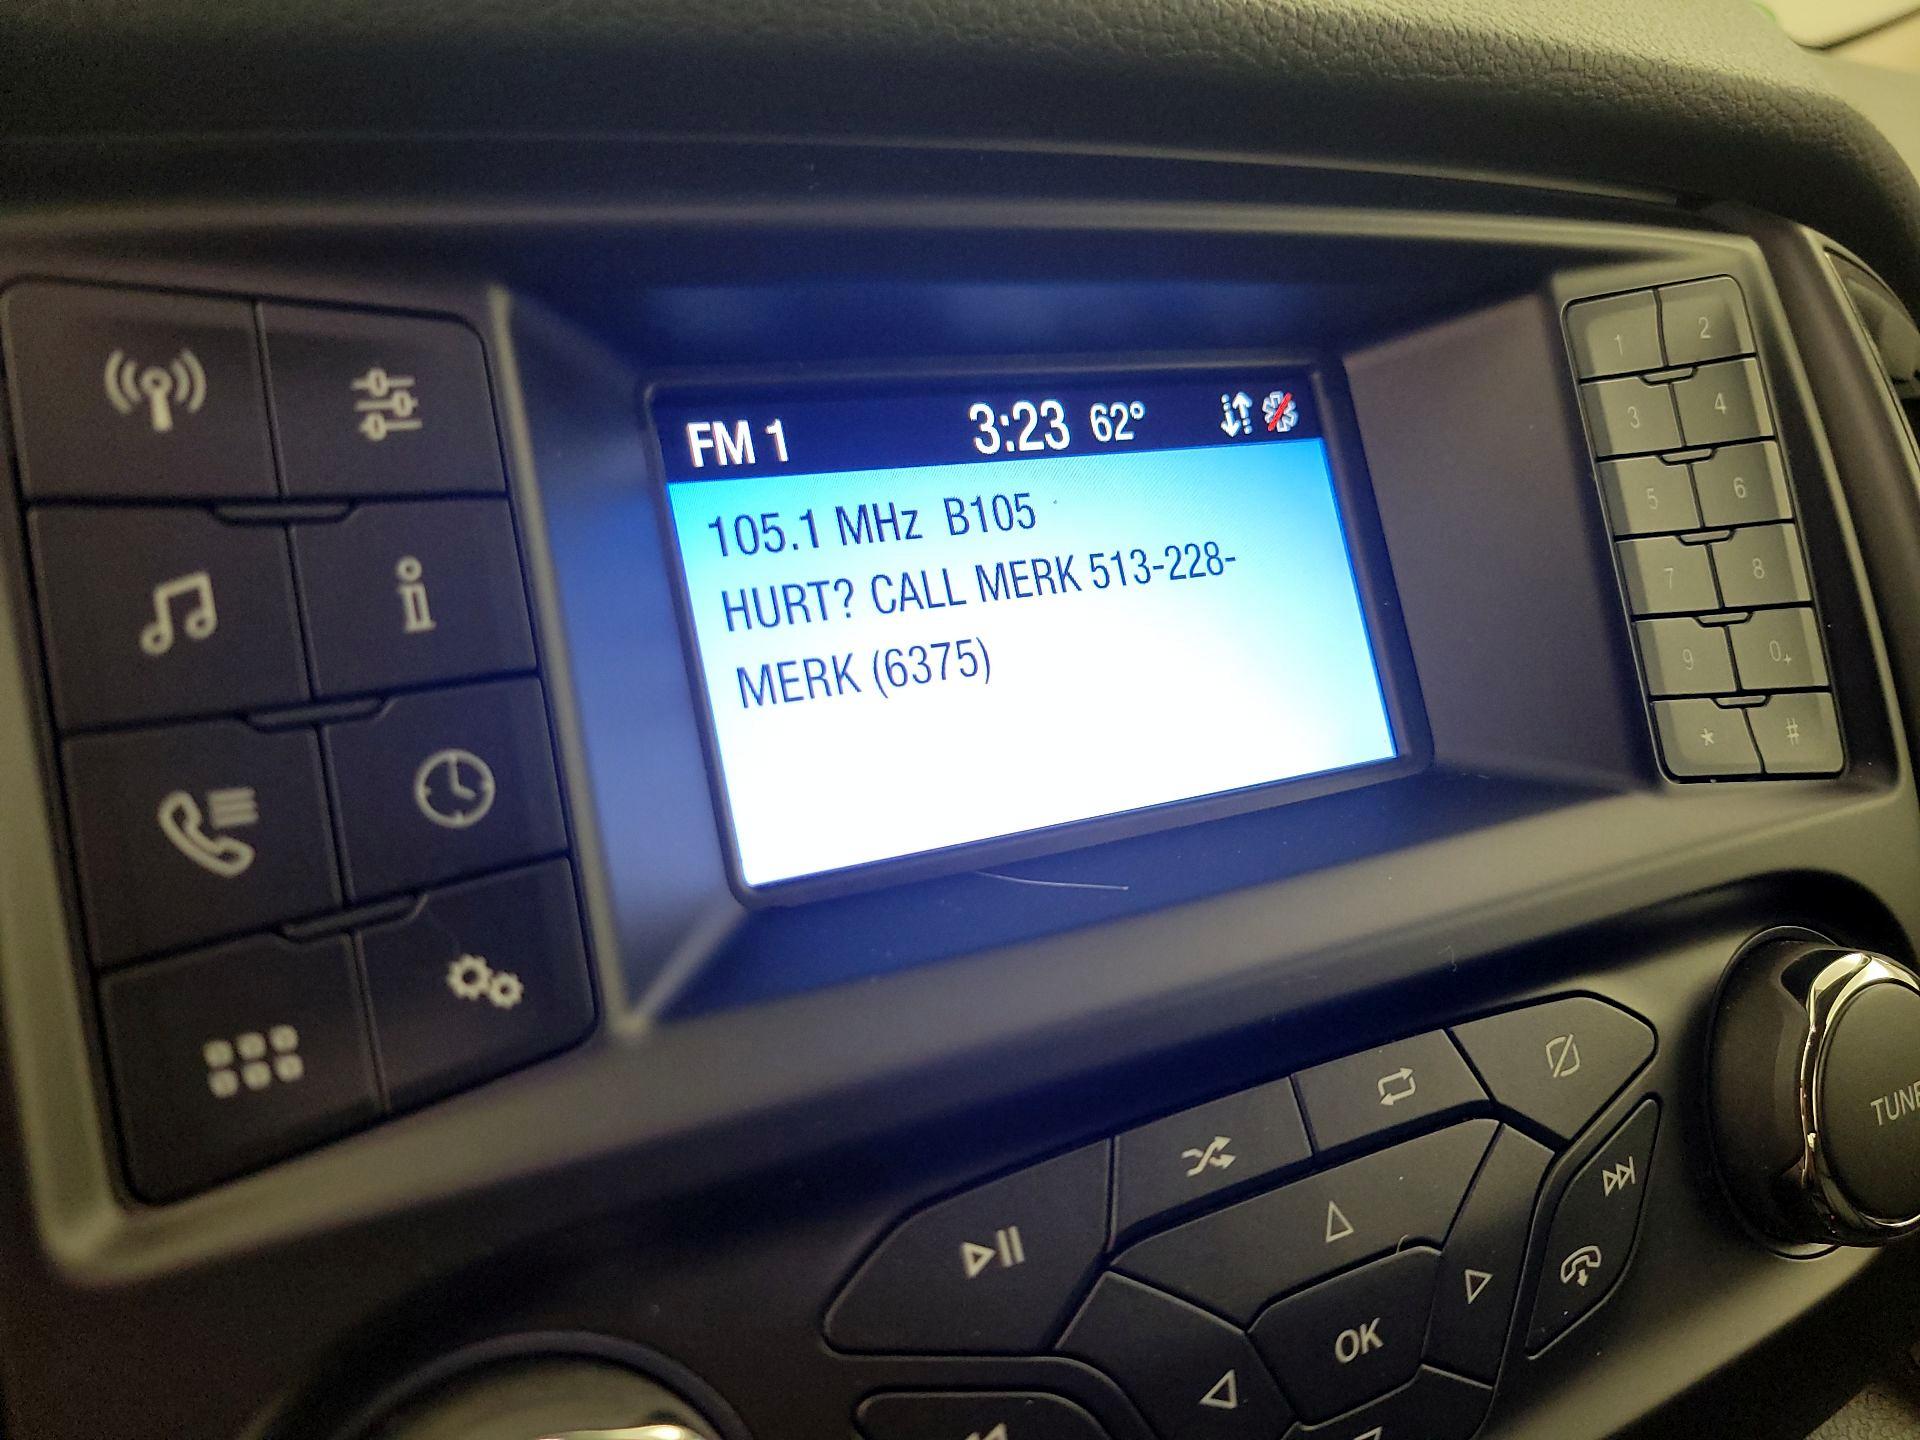 FM 1 3:23 62°
105.1 MHz B105
HURT? CALL MERK 513-228-
MERK (6375)
1 2
3 4
5 6
7 8
9 0+
* #
TUNE
OK